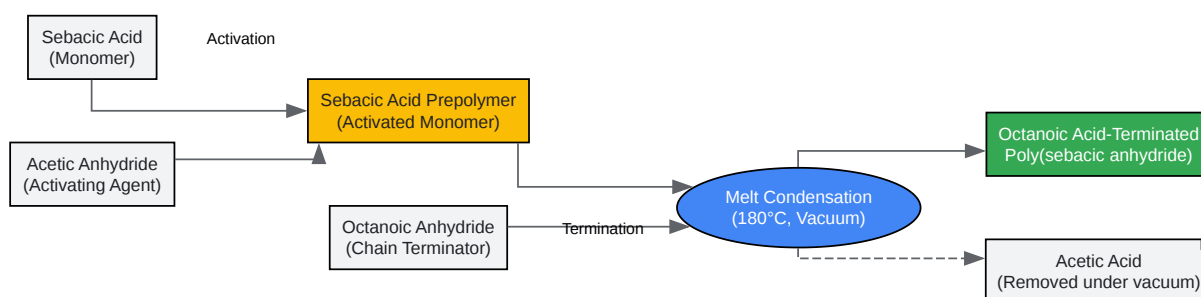 Sebacic Acid
(Monomer)
Activation
Sebacic Acid Prepolymer
(Activated Monomer)
Acetic Anhydride
(Activating Agent)
Octanoic Anhydride
(Chain Terminator)
Termination
Melt Condensation
(180°C, Vacuum)
Octanoic Acid-Terminated
Poly(sebacic anhydride)
Acetic Acid
(Removed under vacuum)